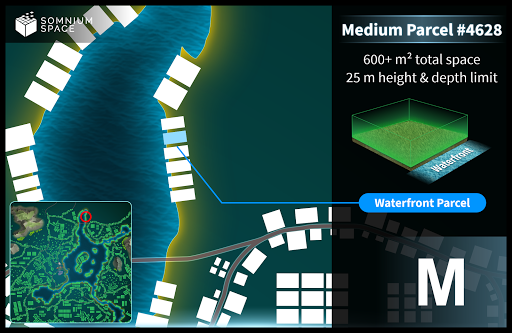 SOMNIUM
SPACE
Medium Parcel #4628
600+ m² total space
25 m height & depth limit
Waterfront
Waterfront Parcel
M